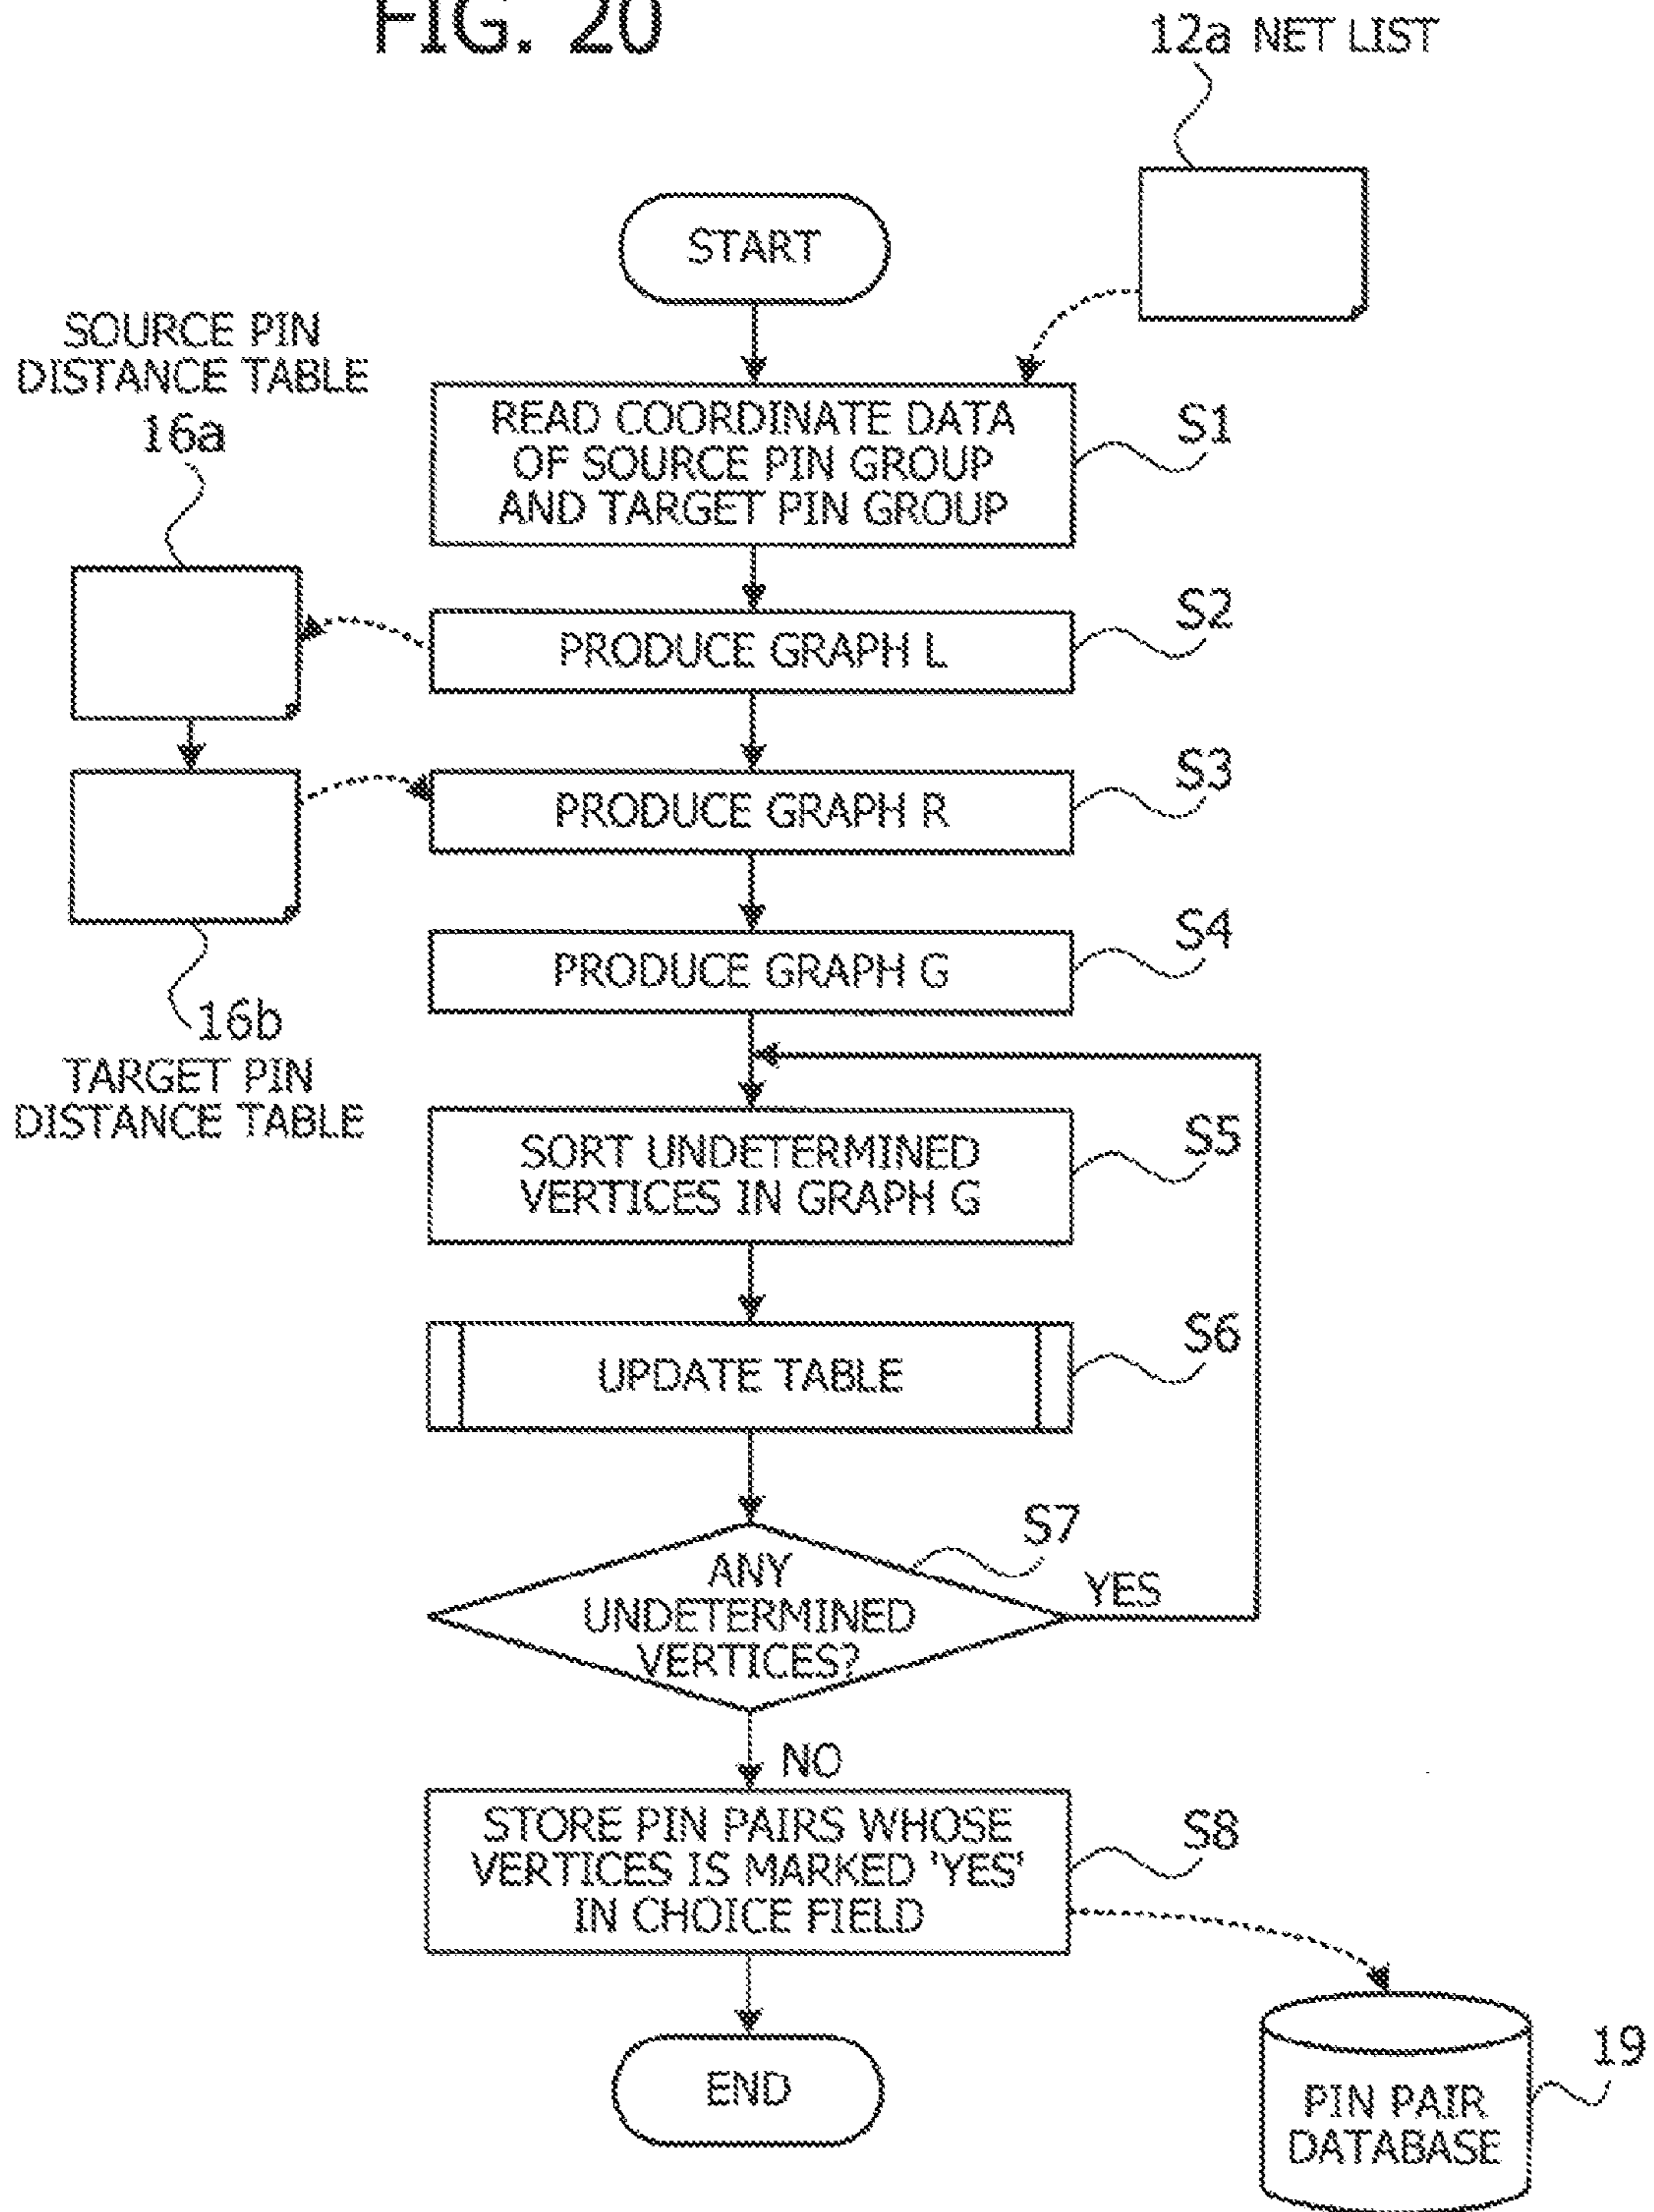 FIG. 20
12a NET LIST
START
SOURCE PIN
DISTANCE TABLE
16a
READ COORDINATE DATA
OF SOURCE PIN GROUP
AND TARGET PIN GROUP
S1
PRODUCE GRAPH L
S2
PRODUCE GRAPH R
S3
PRODUCE GRAPH G
S4
16b
TARGET PIN
DISTANCE TABLE
SORT UNDETERMINED
VERTICES IN GRAPH G
S5
UPDATE TABLE
S6
ANY
UNDETERMINED
VERTICES?
S7
YES
NO
STORE PIN PAIRS WHOSE
VERTICES IS MARKED 'YES'
IN CHOICE FIELD
S8
END
PIN PAIR
DATABASE
19